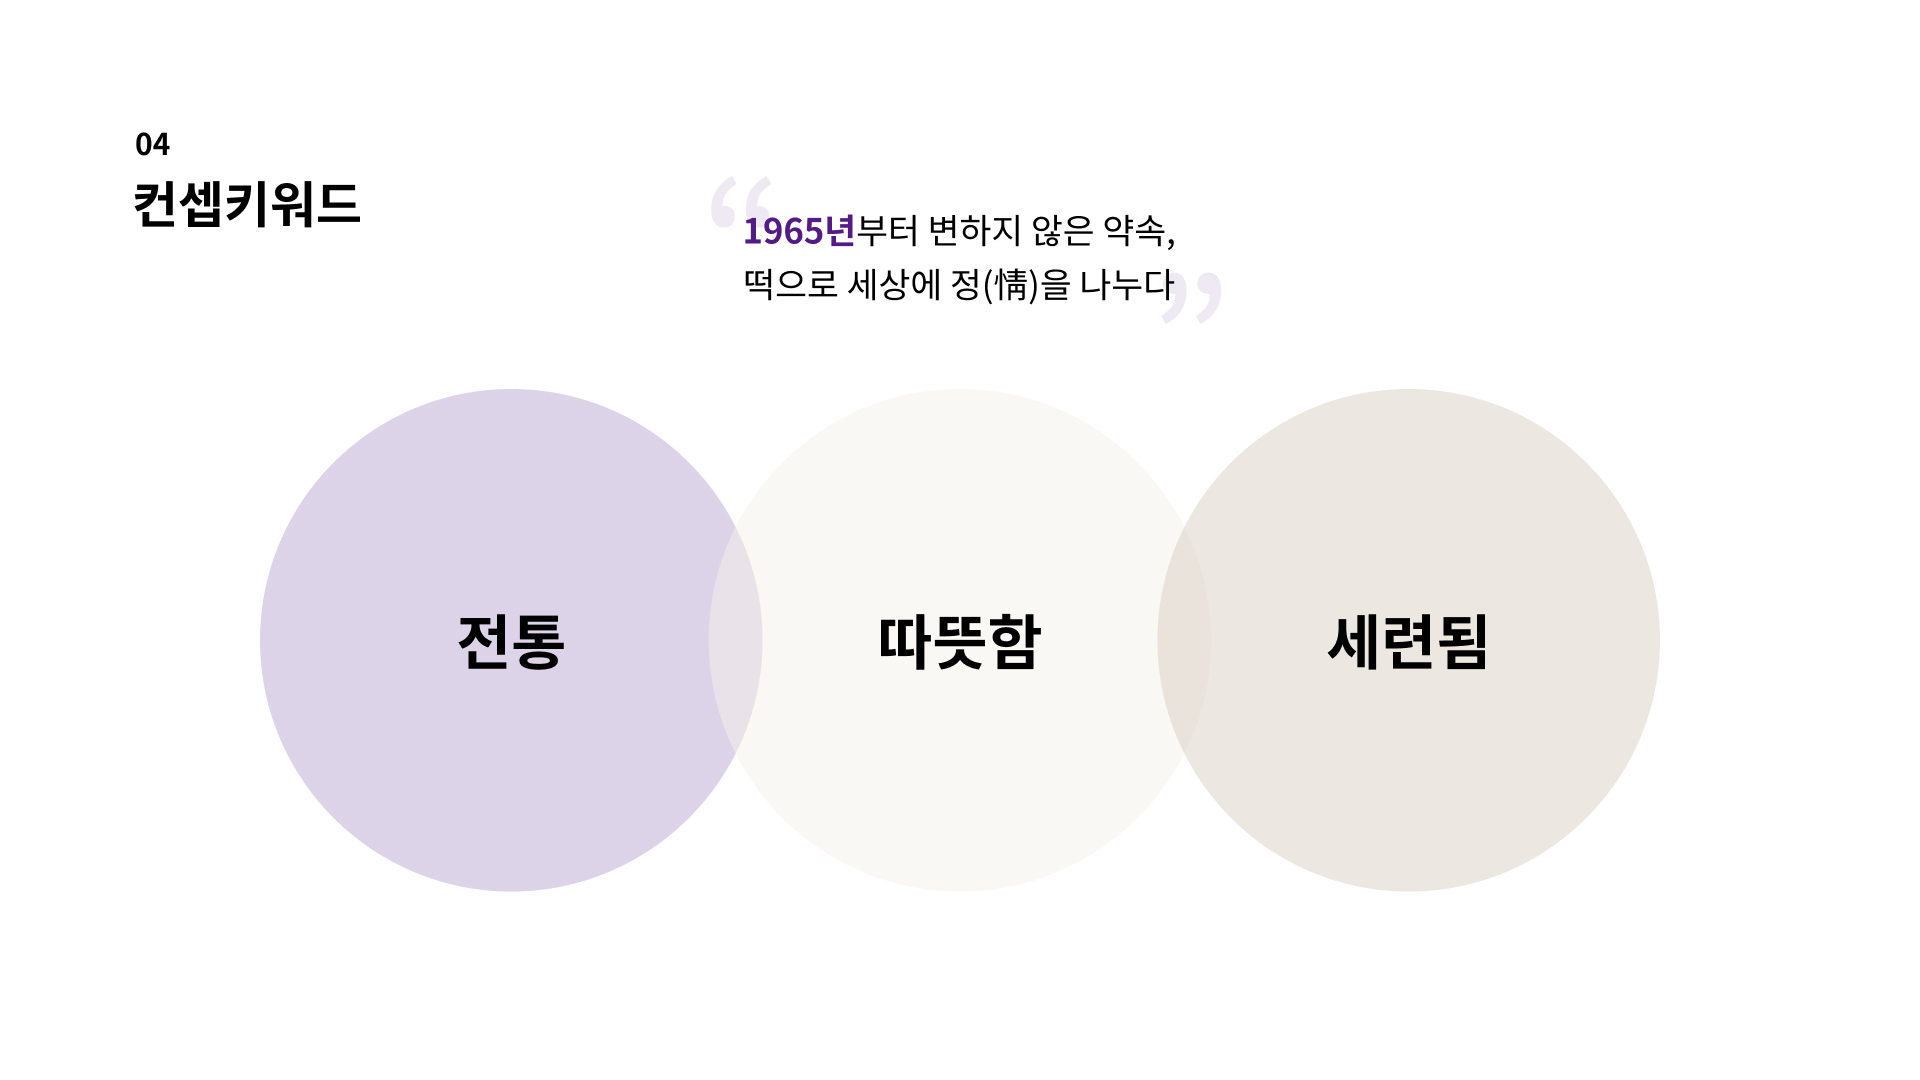 04
컨셉키워드
“
1965년부터 변하지 않은 약속,
떡으로 세상에 정(情)을 나누다
”
전통
따뜻함
세련됨